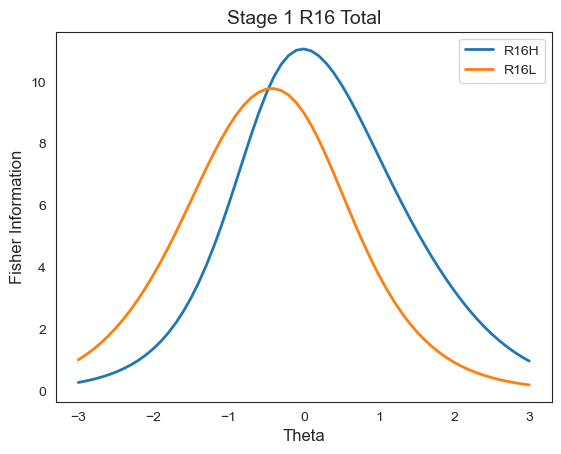 Stage 1 R16 Total
R16H
R16L
Fisher Information
10
8
6
4
2
0
−3 −2 −1 0 1 2 3
Theta